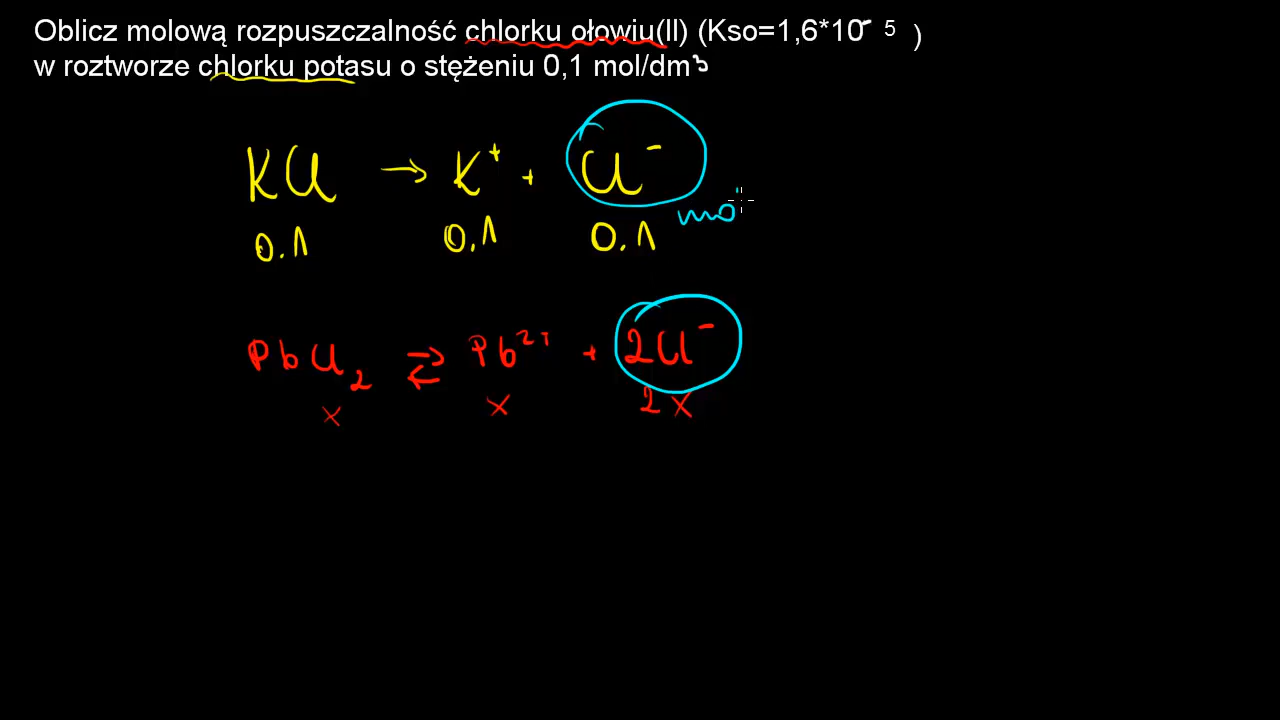 Oblicz molową rozpuszczalność chlorku ołowiu(II) (Kso=1,6*10⁻⁵)
w roztworze chlorku potasu o stężeniu 0,1 mol/dm³
KCl → K⁺ + Cl⁻
0.1 0.1 0.1 mol
PbCl₂ ⇄ Pb²⁺ + 2Cl⁻
x x 2x